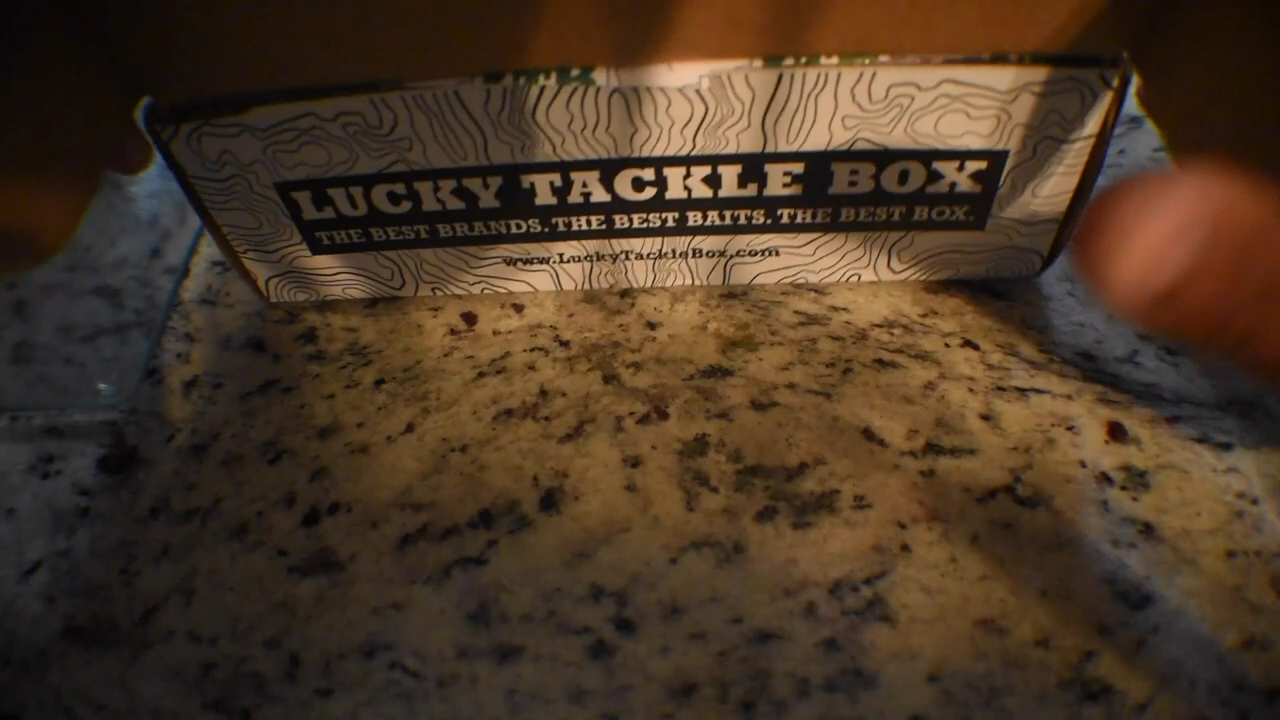 LUCKY TACKLE BOX
THE BEST BRANDS. THE BEST BAITS. THE BEST BOX.
www.LuckyTackleBox.com